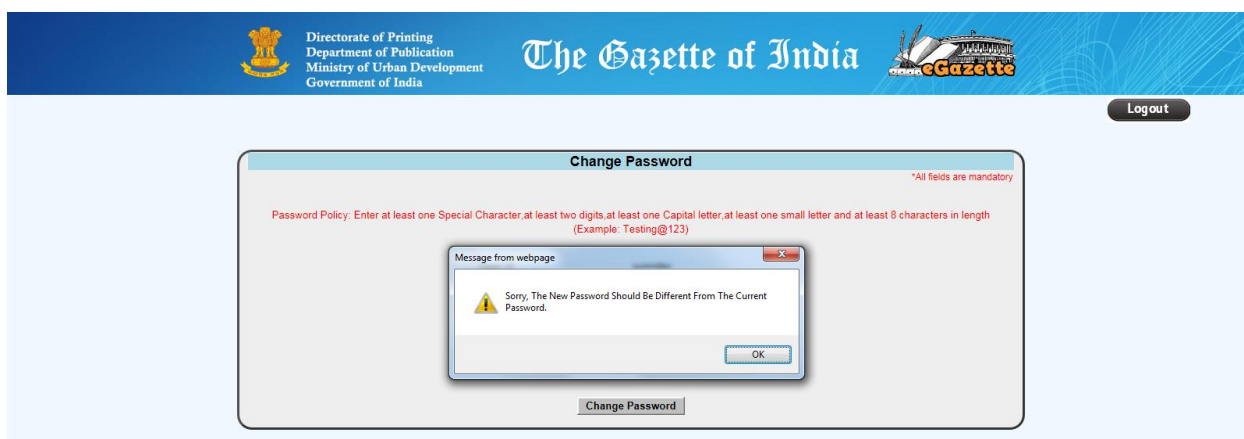 Directorate of Printing
Department of Publication
Ministry of Urban Development
Government of India
The Gazette of India
eGazette
Logout
Change Password
*All fields are mandatory
Password Policy: Enter at least one Special Character,at least two digits,at least one Capital letter,at least one small letter and at least 8 characters in length
(Example: Testing@123)
Message from webpage
Sorry, The New Password Should Be Different From The Current
Password.
OK
Change Password